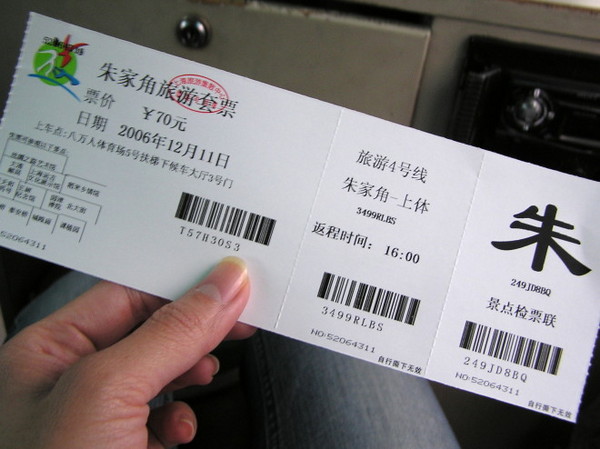 朱家角旅游套票
票价 ￥70元
日期 2006年12月11日
上车点:八万人体育场5号扶梯下候车大厅3号门
T57H30S3
52064311
旅游4号线
朱家角-上体
3499RLBS
返程时间: 16:00
3499RLBS
NO:52064311
自行撕下无效
朱
249JD8BQ
景点检票联
249JD8BQ
NO:52064311
自行撕下无效